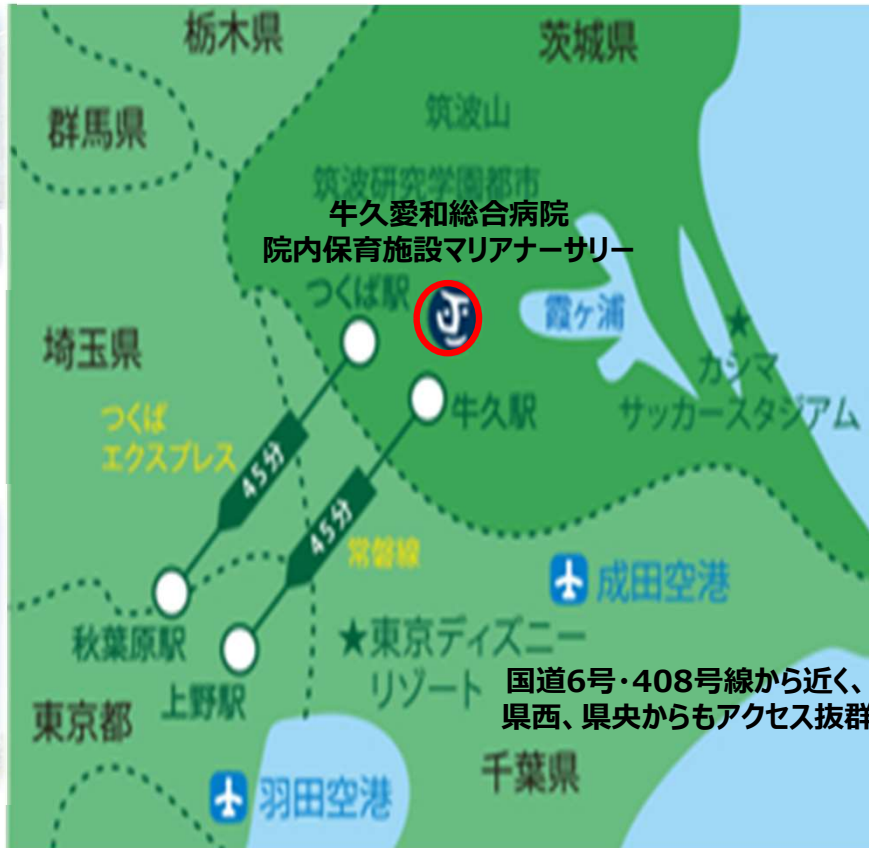 栃木県
茨城県
群馬県
筑波山
筑波研究学園都市
牛久愛和総合病院
院内保育施設マリアナーサリー
つくば駅
霞ヶ浦
埼玉県
★
カシマ
サッカースタジアム
つくば
エクスプレス
牛久駅
45分
45分
常磐線
成田空港
秋葉原駅
★東京ディズニー
リゾート
上野駅
国道6号・408号線から近く、
県西、県央からもアクセス抜群
東京都
千葉県
羽田空港